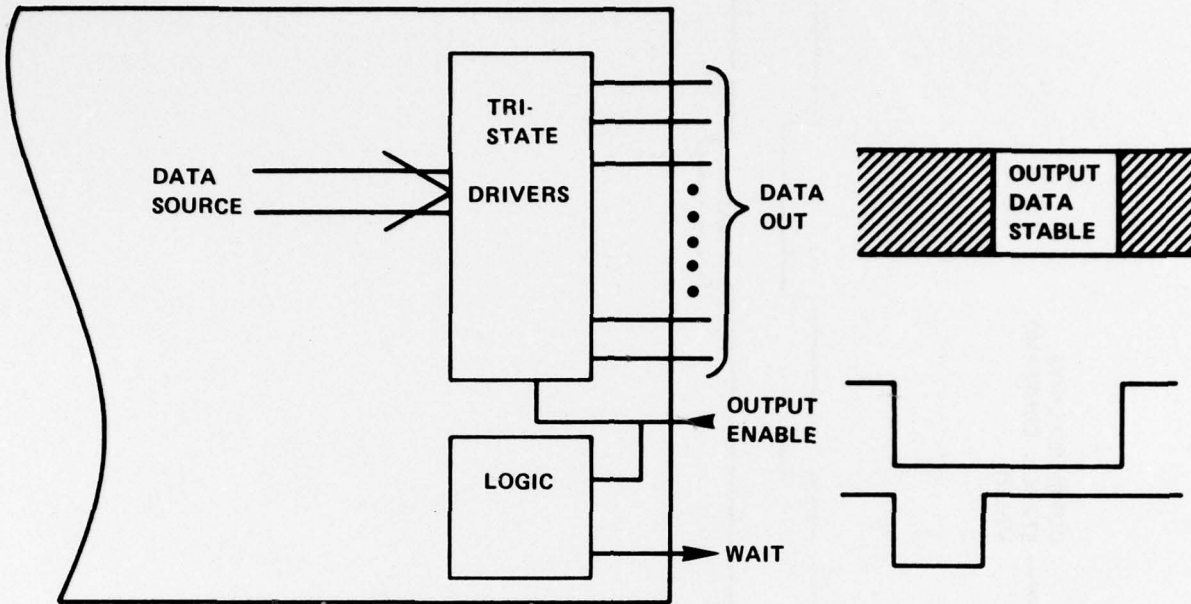 TRI-
STATE
DRIVERS
DATA
SOURCE
DATA
OUT
OUTPUT
DATA
STABLE
OUTPUT
ENABLE
LOGIC
WAIT